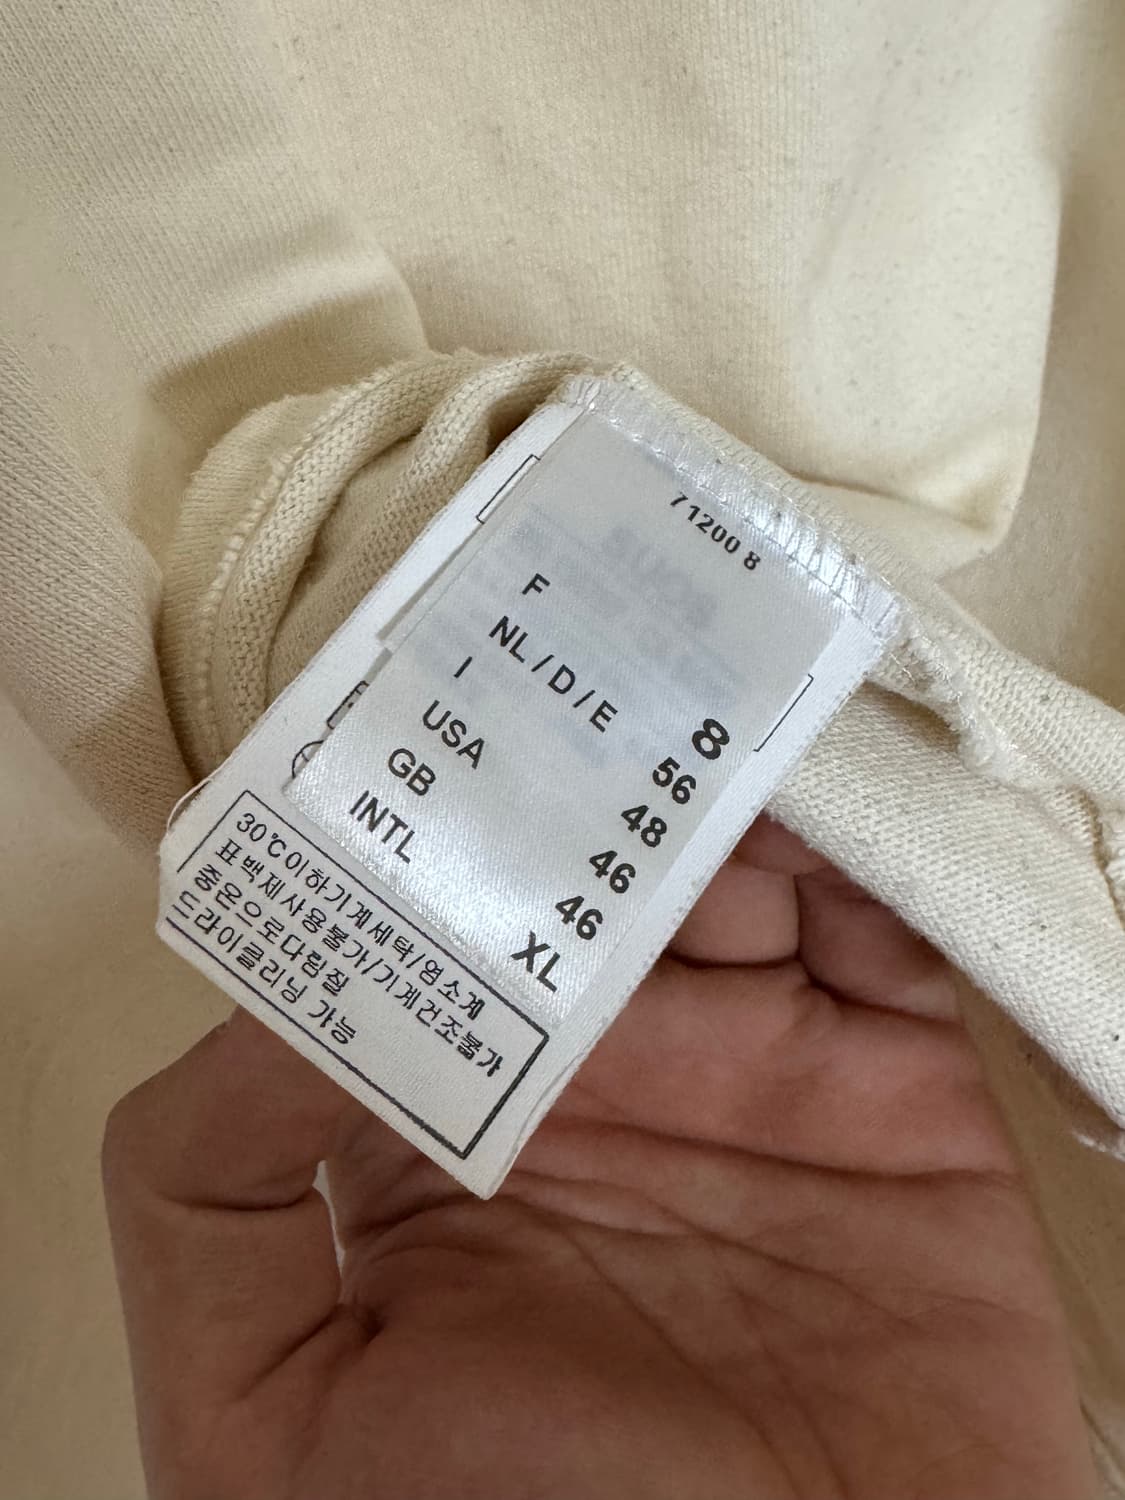 71200 8
F 8
NL / D / E 56
I 48
USA 46
GB 46
INTL XL
30℃이하기계세탁/염소계
표백제사용불가/기계건조불가
중온으로다림질
드라이클리닝 가능